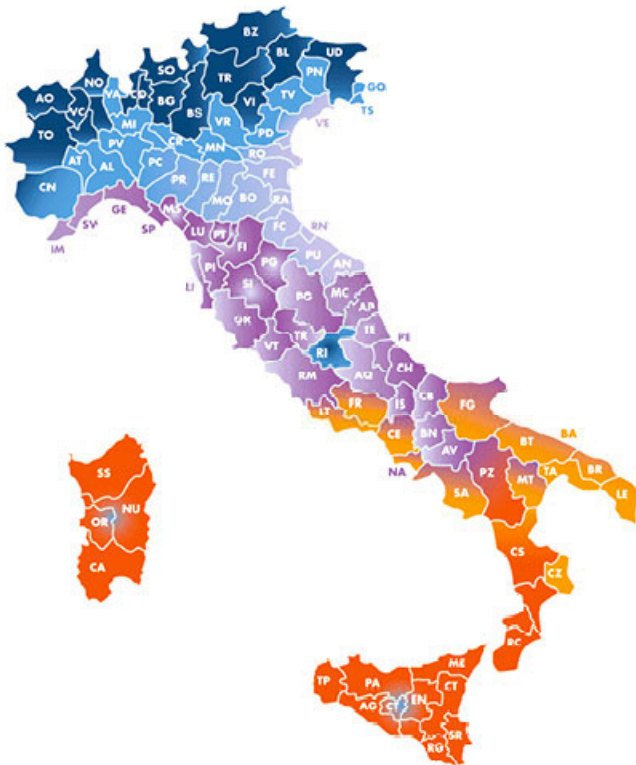 BZ
SO
BL
UD
NO
TR
PN
AO
VA
CO
BG
VI
TV
GO
VC
BS
TS
TO
MI
VR
PD
VE
PV
CR
MN
RO
AT
AL
PC
CN
PR
RE
FE
MO
BO
RA
GE
MS
SV
SP
LU
PT
FC
RN
IM
FI
PU
PI
PG
AN
LI
SI
PG
MC
GR
AP
TE
TR
PE
VT
RI
RM
AQ
CH
FR
IS
CB
FG
LT
CE
BN
BT
BA
AV
NA
PZ
MT
TA
BR
SA
LE
SS
NU
OR
CS
CA
CZ
RC
ME
TP
PA
CT
EN
AG
CT
SR